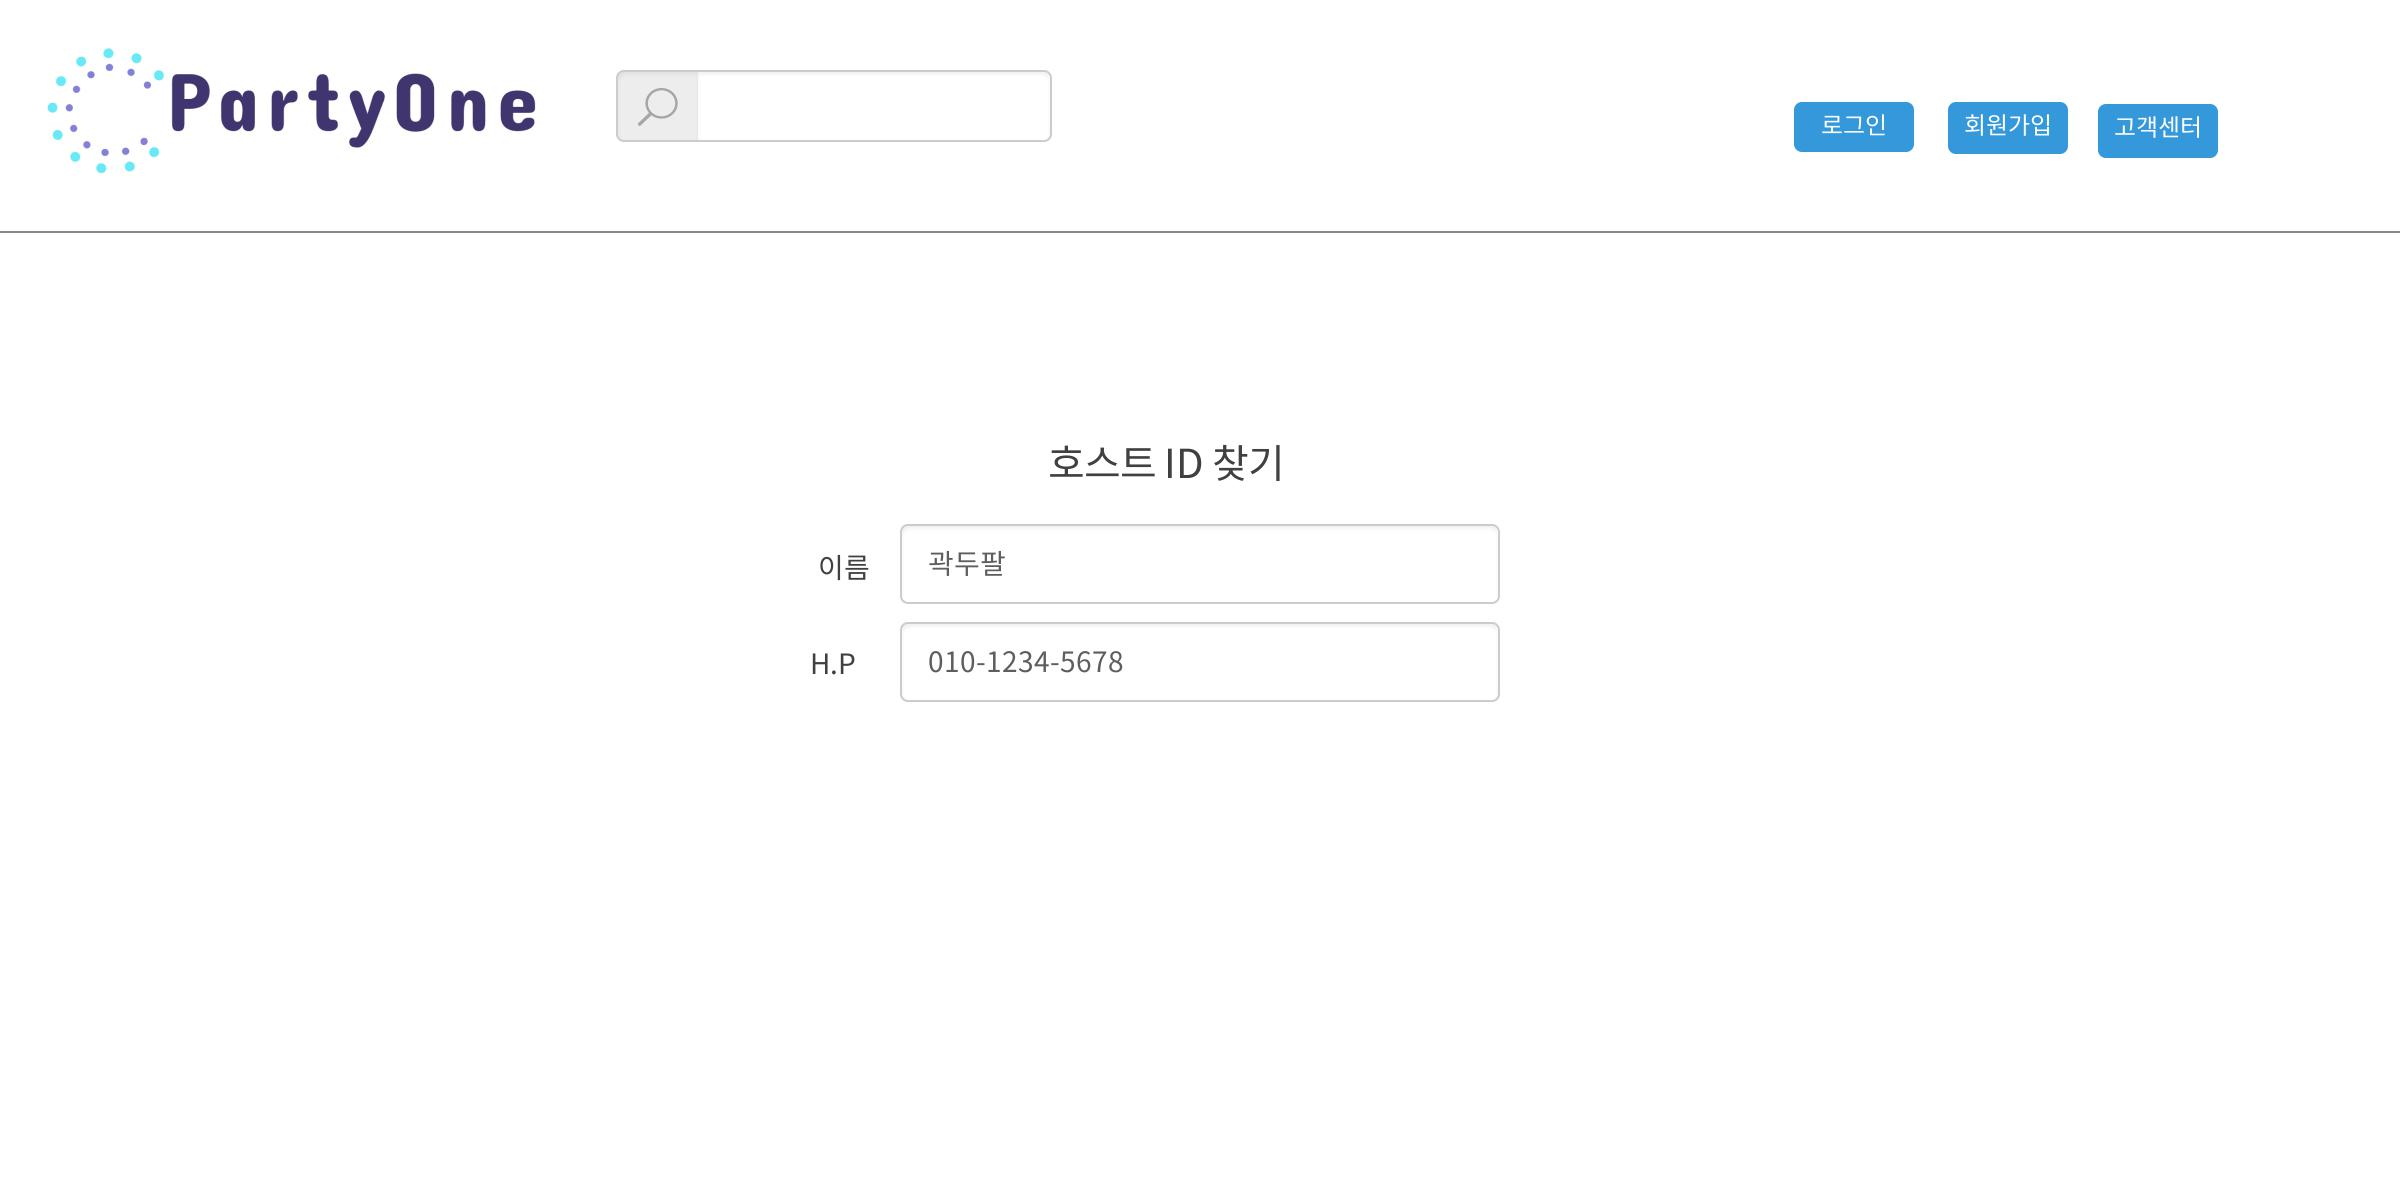 PartyOne
로그인
회원가입
고객센터
호스트 ID 찾기
이름
곽두팔
H.P
010-1234-5678